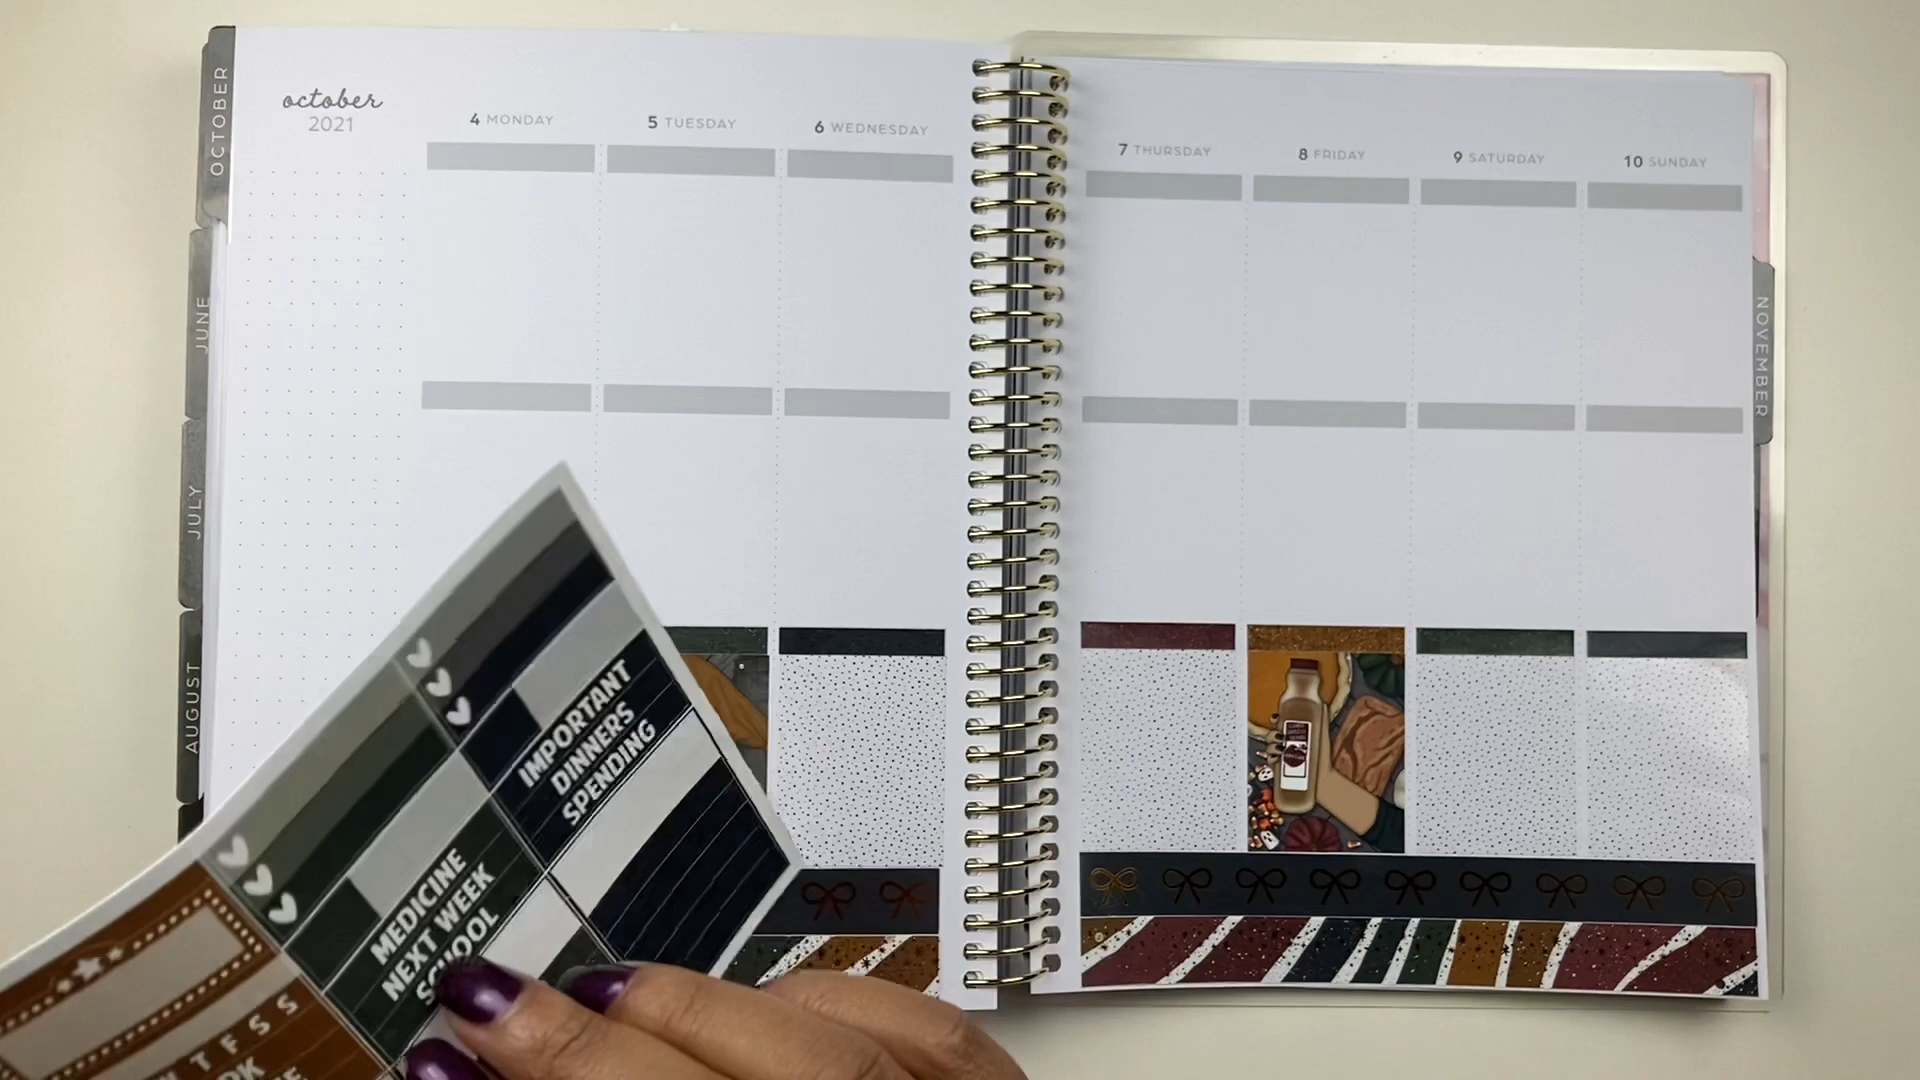 OCTOBER
JUNE
JULY
AUGUST
october
2021
4 MONDAY
5 TUESDAY
6 WEDNESDAY
7 THURSDAY
8 FRIDAY
9 SATURDAY
10 SUNDAY
NOVEMBER
IMPORTANT
DINNERS
SPENDING
MEDICINE
NEXT WEEK
SCHOOL
T F S S